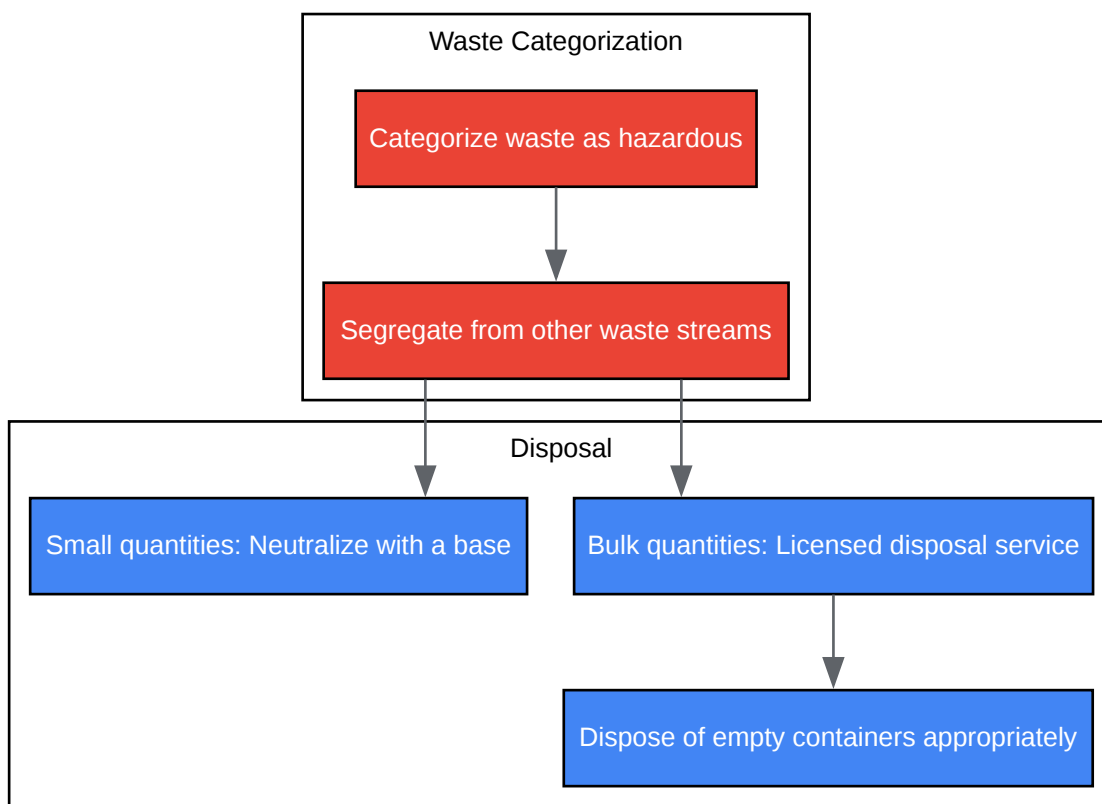 Waste Categorization
Categorize waste as hazardous
Segregate from other waste streams
Disposal
Small quantities: Neutralize with a base
Bulk quantities: Licensed disposal service
Dispose of empty containers appropriately